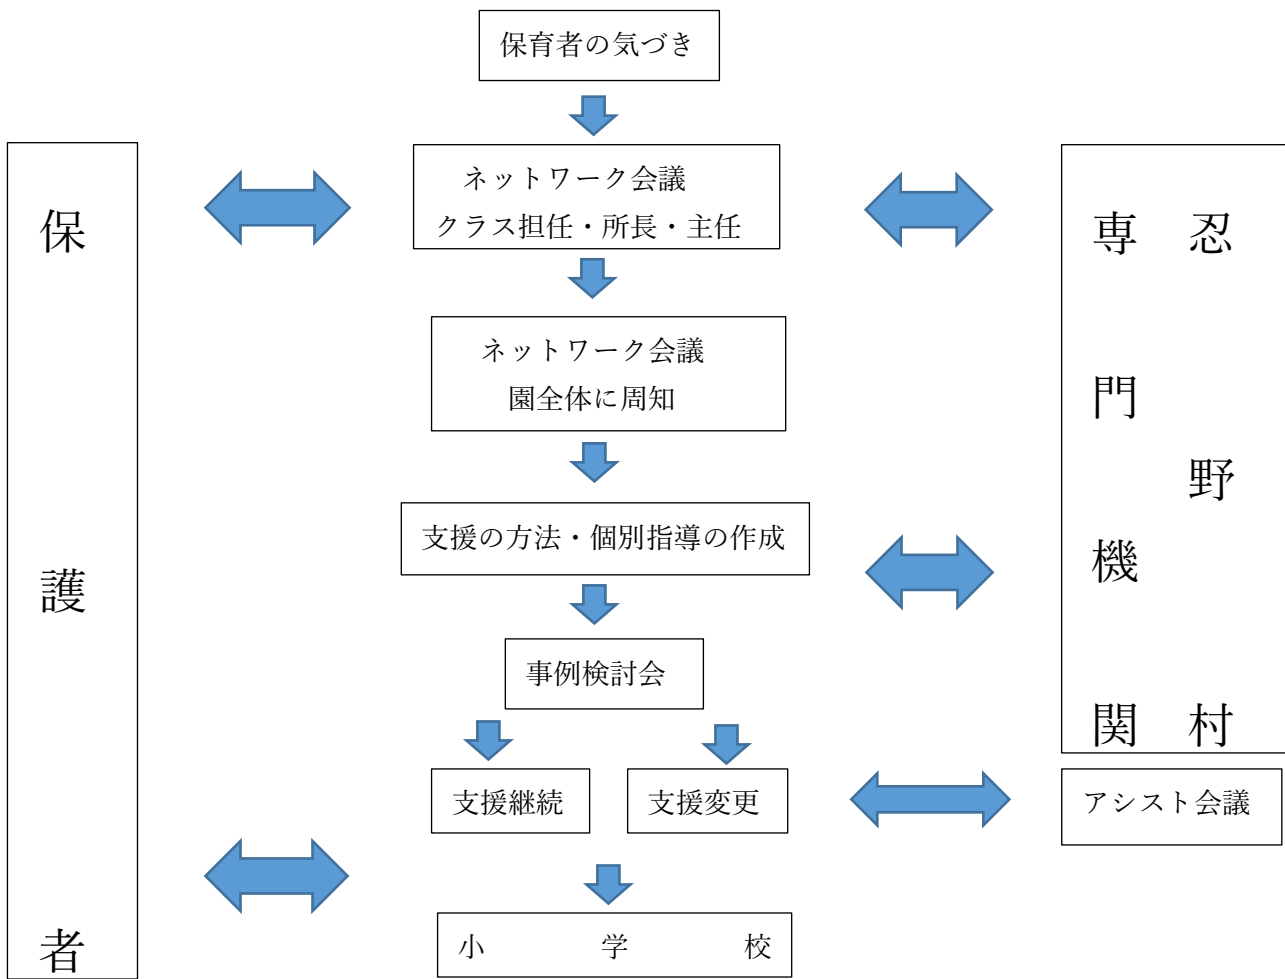 保育者の気づき
保護者
ネットワーク会議
クラス担任・所長・主任
忍野村
専門機関
ネットワーク会議
園全体に周知
支援の方法・個別指導の作成
事例検討会
支援継続
支援変更
アシスト会議
小学校